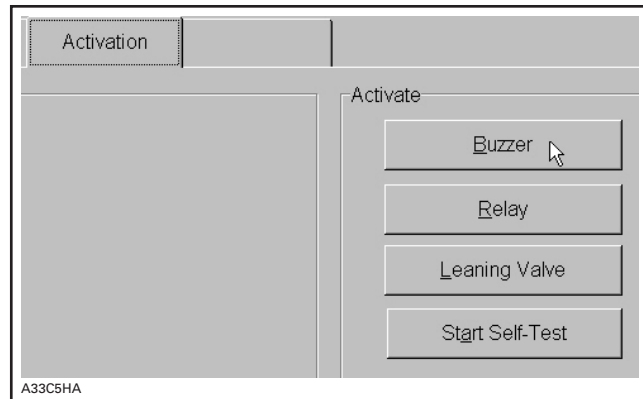 Activation
Activate
Buzzer
Relay
Leaning Valve
Start Self-Test
A33C5HA